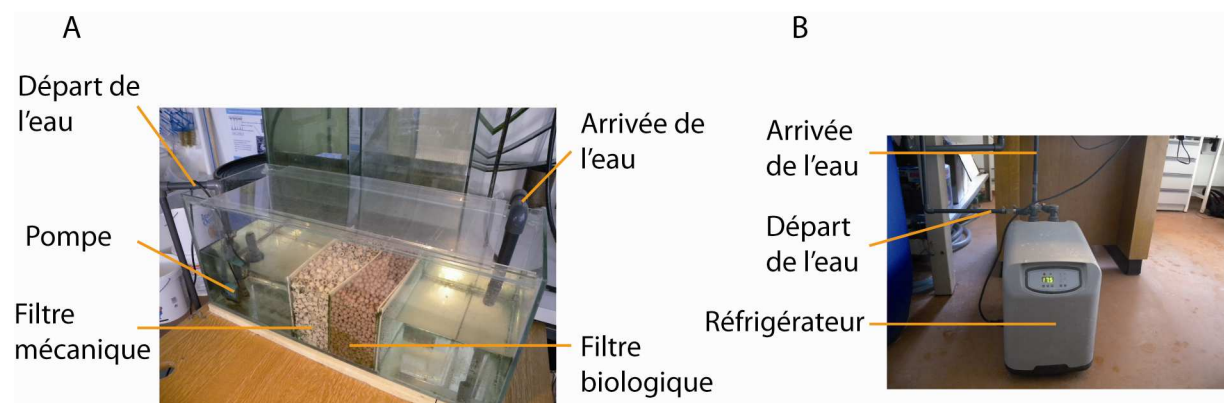 A
B
Départ de
l'eau
Arrivée de
l'eau
Pompe
Filtre
mécanique
Filtre
biologique
Arrivée
de l'eau
Départ
de l'eau
Réfrigérateur